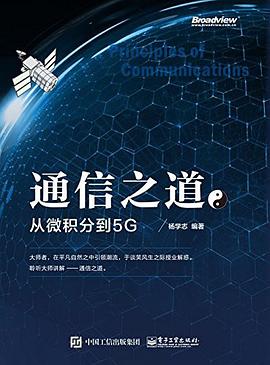 Broadview
Principles of
Communications
通信之道
从微积分到5G
杨学志 编著
大师者，在平凡自然之中引领潮流，于谈笑风生之际授业解惑。
聆听大师讲解——通信之道。
中国工信出版集团
电子工业出版社